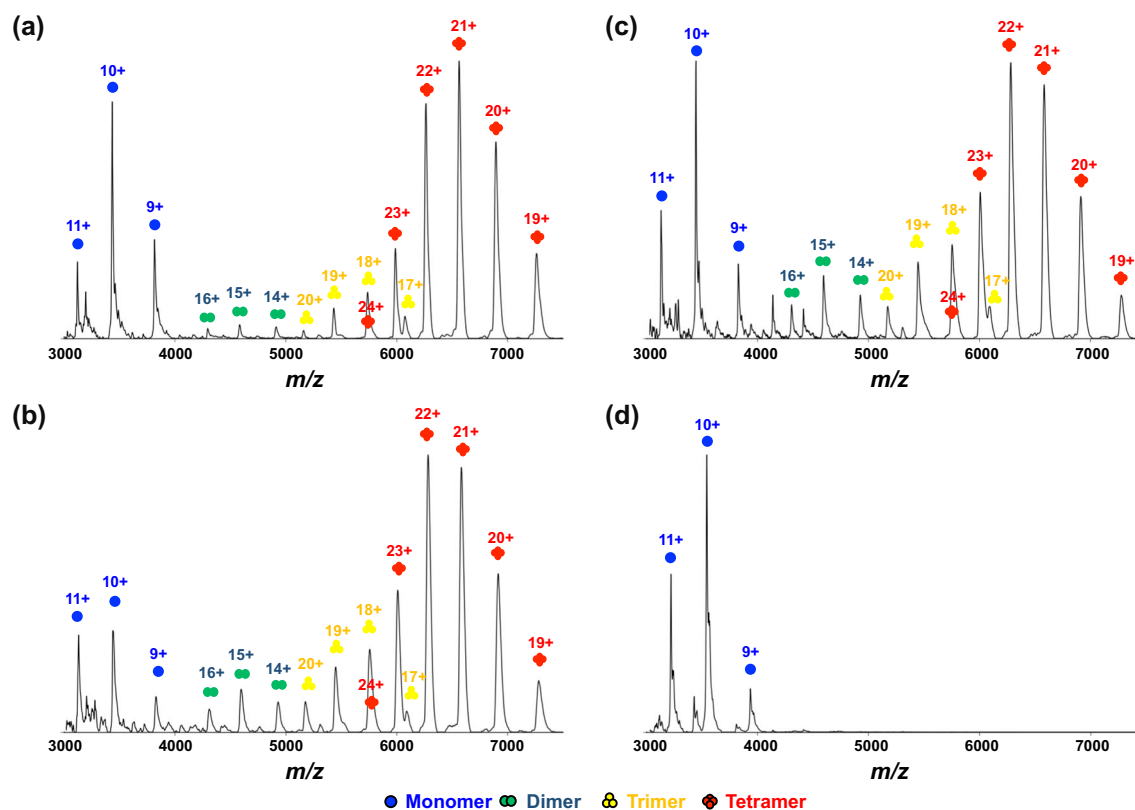 (a)
21+
22+
10+
20+
9+
23+
19+
11+
18+
19+
17+
16+ 15+ 14+ 20+ 24+
3000 4000 5000 6000 7000
m/z
(c)
22+
21+
10+
23+
20+
11+
18+
9+ 19+
15+
16+ 14+ 20+ 17+
24+ 19+
3000 4000 5000 6000 7000
m/z
(b)
22+
21+
20+
23+
11+ 10+
18+
19+
19+
9+ 15+
16+ 14+ 20+ 17+
24+
3000 4000 5000 6000 7000
m/z
(d)
10+
11+
9+
3000 4000 5000 6000 7000
m/z
Monomer Dimer Trimer Tetramer